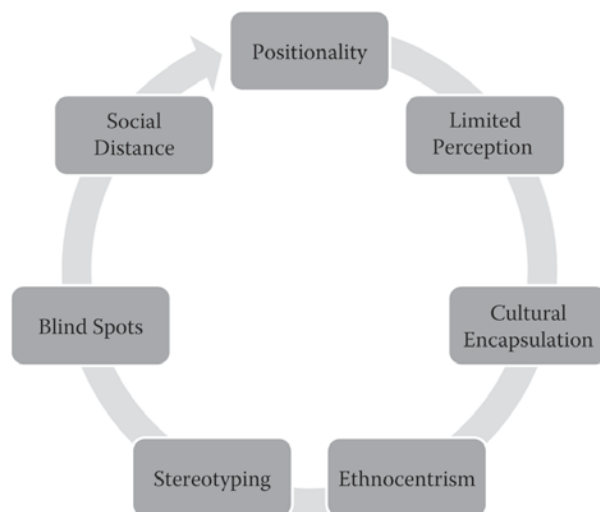 Positionality
Limited
Perception
Cultural
Encapsulation
Ethnocentrism
Stereotyping
Blind Spots
Social
Distance